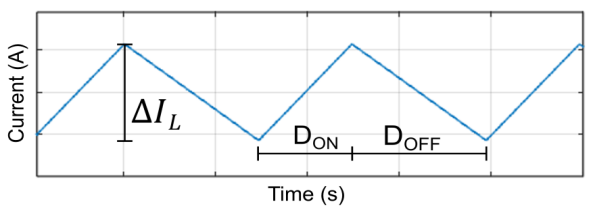 Current (A)
ΔI_L
D_ON
D_OFF
Time (s)